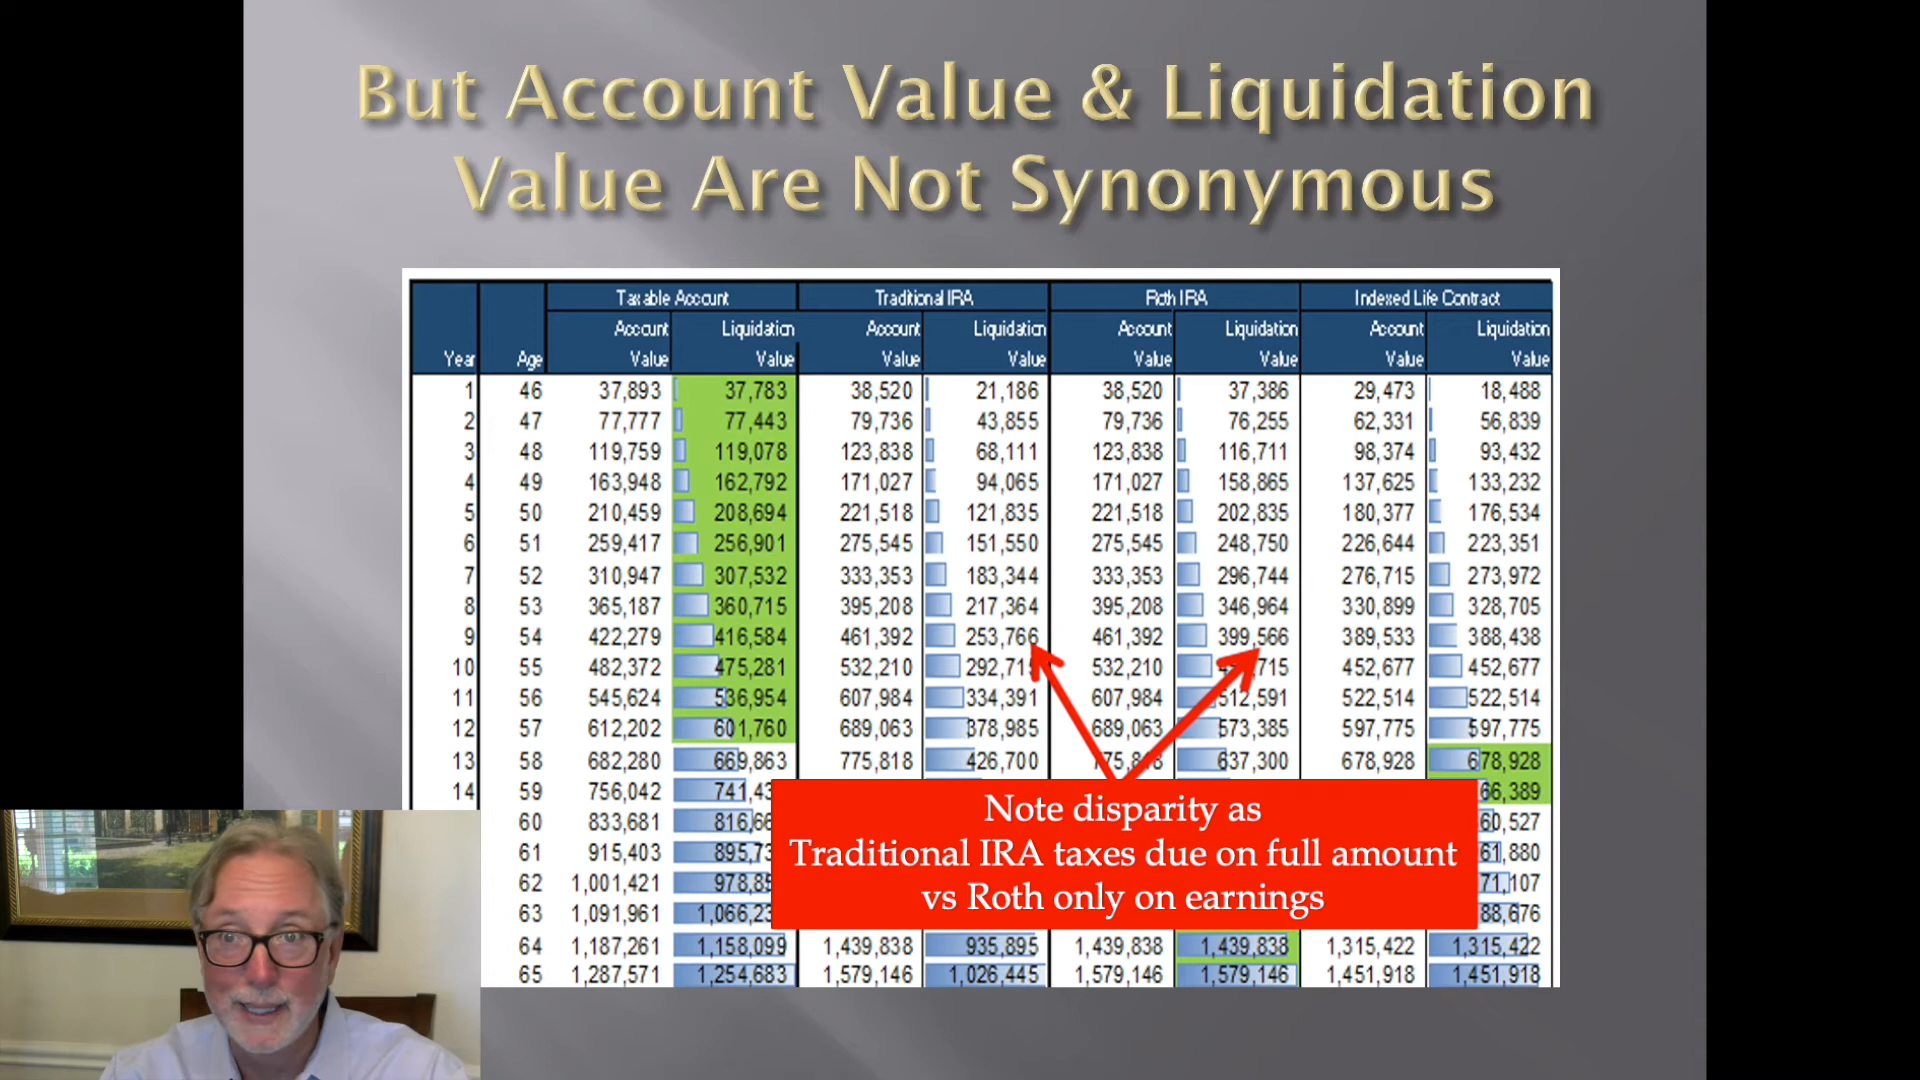 But Account Value & Liquidation
Value Are Not Synonymous
Taxable Account Traditional IRA Roth IRA Indexed Life Contract
Account Liquidation Account Liquidation Account Liquidation Account Liquidation
Year Age Value Value Value Value Value Value Value Value
1 46 37,893 37,783 38,520 21,186 38,520 37,386 29,473 18,488
2 47 77,777 77,443 79,736 43,855 79,736 76,255 62,331 56,839
3 48 119,759 119,078 123,838 68,111 123,838 116,711 98,374 93,432
4 49 163,948 162,792 171,027 94,065 171,027 158,865 137,625 133,232
5 50 210,459 208,694 221,518 121,835 221,518 202,835 180,377 176,534
6 51 259,417 256,901 275,545 151,550 275,545 248,750 226,644 223,351
7 52 310,947 307,532 333,353 183,344 333,353 296,744 276,715 273,972
8 53 365,187 360,715 395,208 217,364 395,208 346,964 330,899 328,705
9 54 422,279 416,584 461,392 253,766 461,392 399,566 389,533 388,438
10 55 482,372 475,281 532,210 532,210 452,677 452,677
11 56 545,624 536,954 607,984 334,391 607,984 512,591 522,514 522,514
12 57 612,202 601,760 689,063 378,985 689,063 573,385 597,775 597,775
13 58 682,280 669,863 775,818 426,700 637,300 678,928 678,928
14 59 756,042
60 833,681
61 915,403
62 1,001,421
63 1,091,961
64 1,187,261 1,158,099 1,439,838 935,895 1,439,838 1,439,838 1,315,422 1,315,422
65 1,287,571 1,254,683 1,579,146 1,026,445 1,579,146 1,579,146 1,451,918 1,451,918
Note disparity as
Traditional IRA taxes due on full amount
vs Roth only on earnings